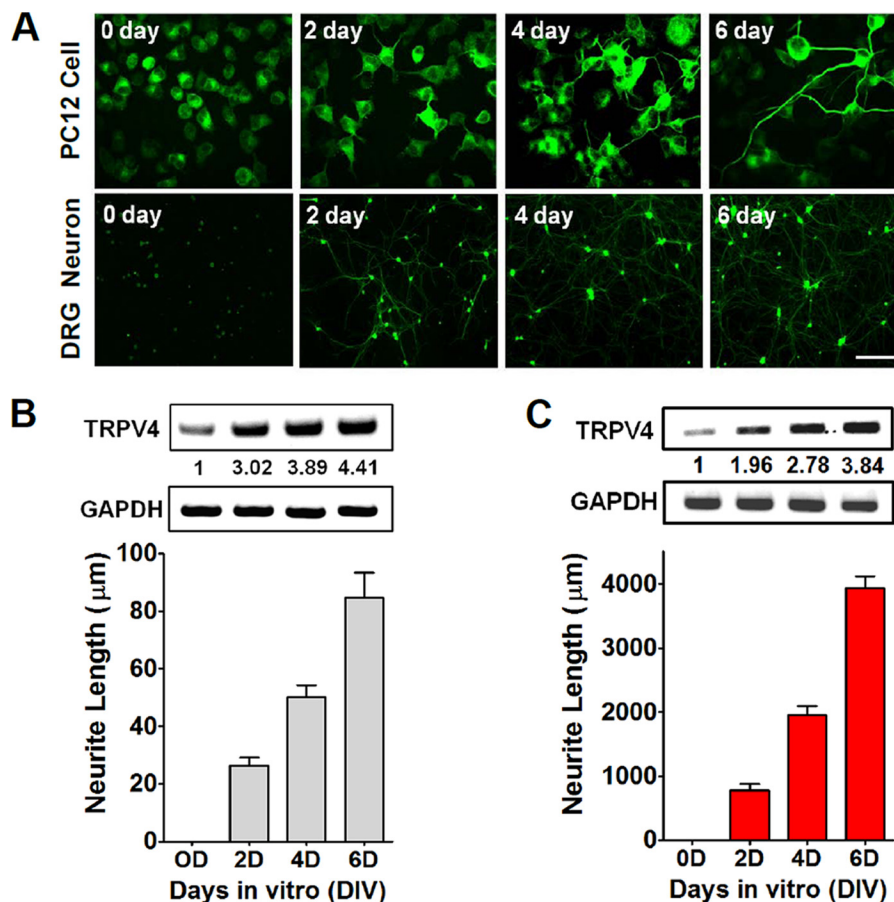 A
PC12 Cell
0 day
2 day
4 day
6 day
DRG Neuron
0 day
2 day
4 day
6 day
B
TRPV4
1 3.02 3.89 4.41
GAPDH
Neurite Length (μm)
100
80
60
40
20
0
OD 2D 4D 6D
Days in vitro (DIV)
C
TRPV4
1 1.96 2.78 3.84
GAPDH
Neurite Length (μm)
4000
3000
2000
1000
0
0D 2D 4D 6D
Days in vitro (DIV)